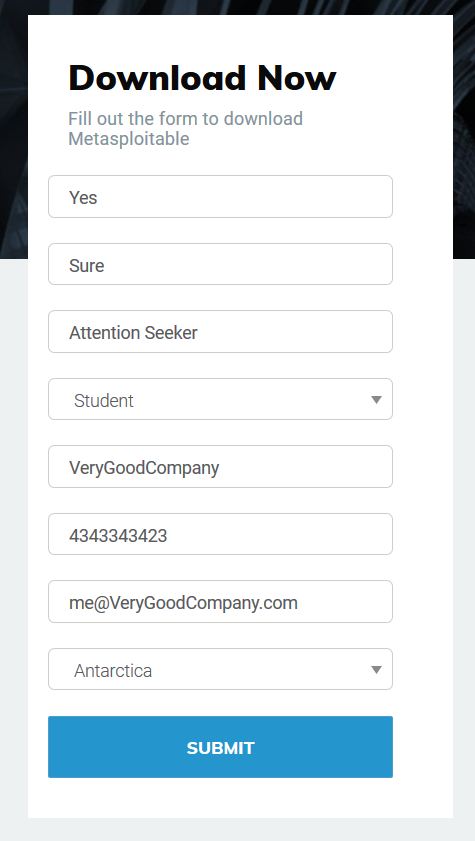 Download Now
Fill out the form to download
Metasploitable
Yes
Sure
Attention Seeker
Student
VeryGoodCompany
4343343423
me@VeryGoodCompany.com
Antarctica
SUBMIT